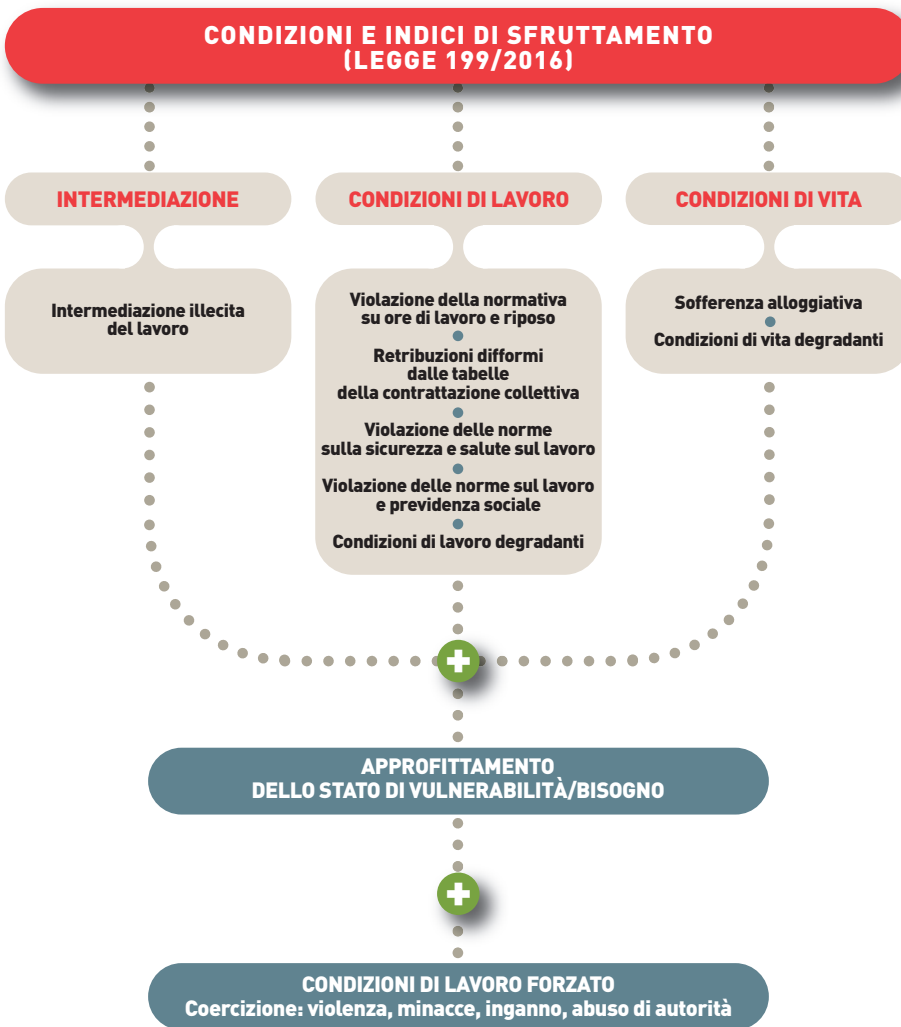 CONDIZIONI E INDICI DI SFRUTTAMENTO
(LEGGE 199/2016)
INTERMEDIAZIONE
Intermediazione illecita
del lavoro
CONDIZIONI DI LAVORO
Violazione della normativa
su ore di lavoro e riposo
Retribuzioni difformi
dalle tabelle
della contrattazione collettiva
Violazione delle norme
sulla sicurezza e salute sul lavoro
Violazione delle norme sul lavoro
e previdenza sociale
Condizioni di lavoro degradanti
CONDIZIONI DI VITA
Sofferenza alloggiativa
Condizioni di vita degradanti
APPROFITTAMENTO
DELLO STATO DI VULNERABILITÀ/BISOGNO
CONDIZIONI DI LAVORO FORZATO
Coercizione: violenza, minacce, inganno, abuso di autorità